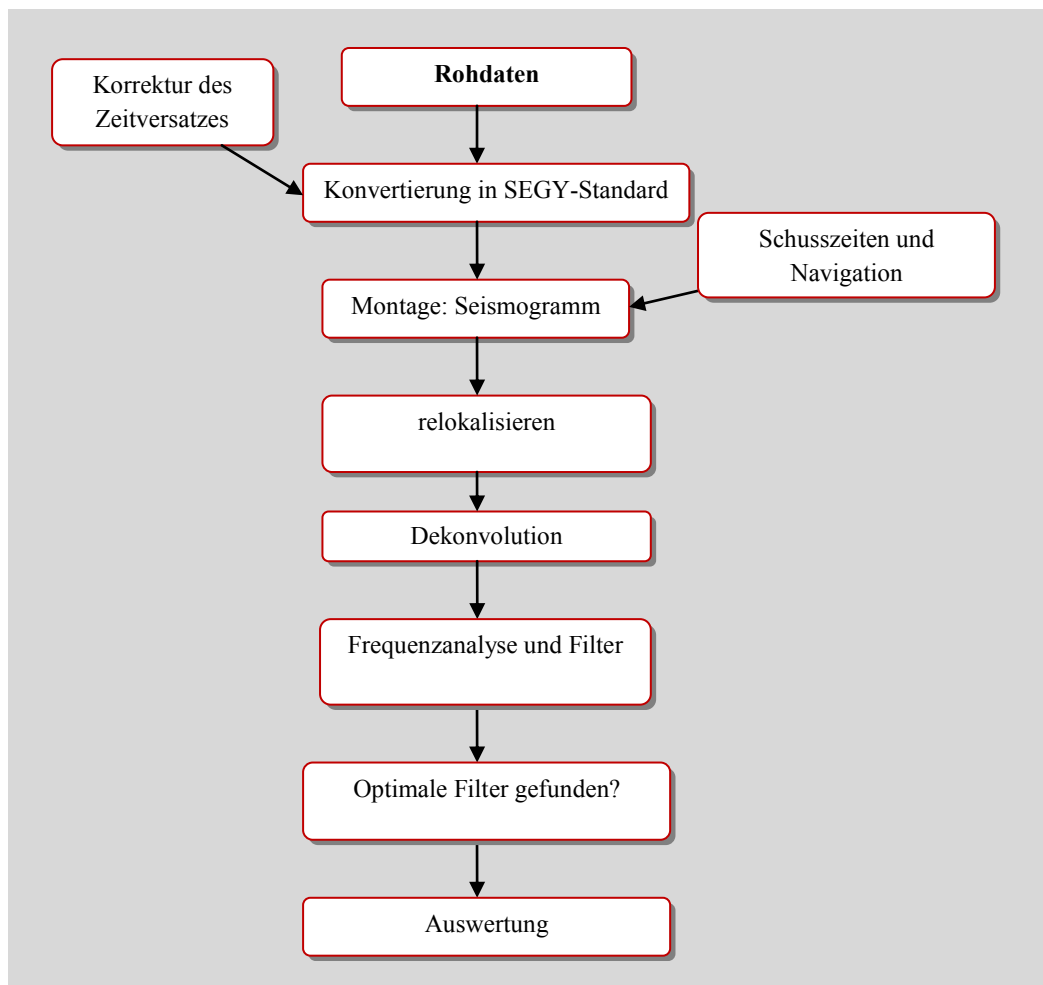 Rohdaten
Korrektur des
Zeitversatzes
Konvertierung in SEGY-Standard
Schusszeiten und
Navigation
Montage: Seismogramm
relokalisieren
Dekonvolution
Frequenzanalyse und Filter
Optimale Filter gefunden?
Auswertung